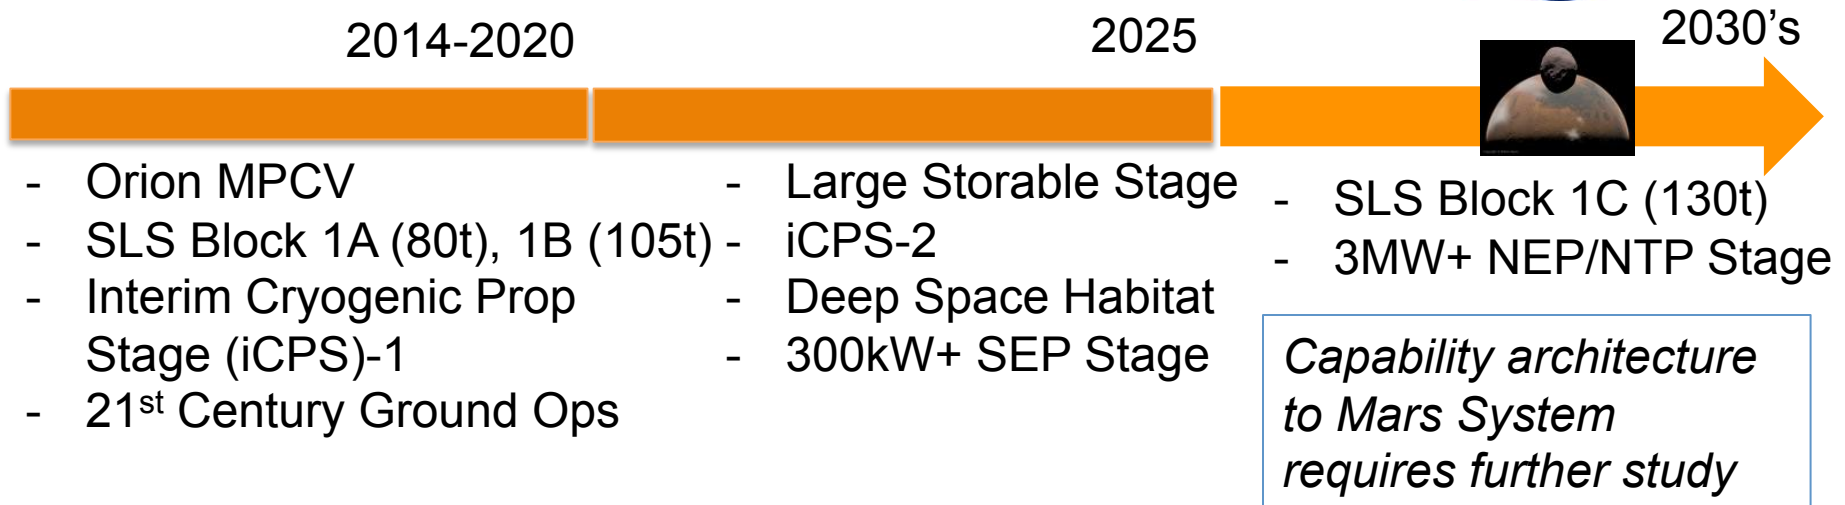 2014-2020
2025
2030’s
- Orion MPCV
- SLS Block 1A (80t), 1B (105t)
- Interim Cryogenic Prop
Stage (iCPS)-1
- 21st Century Ground Ops
- Large Storable Stage
- iCPS-2
- Deep Space Habitat
- 300kW+ SEP Stage
- SLS Block 1C (130t)
- 3MW+ NEP/NTP Stage
Capability architecture
to Mars System
requires further study